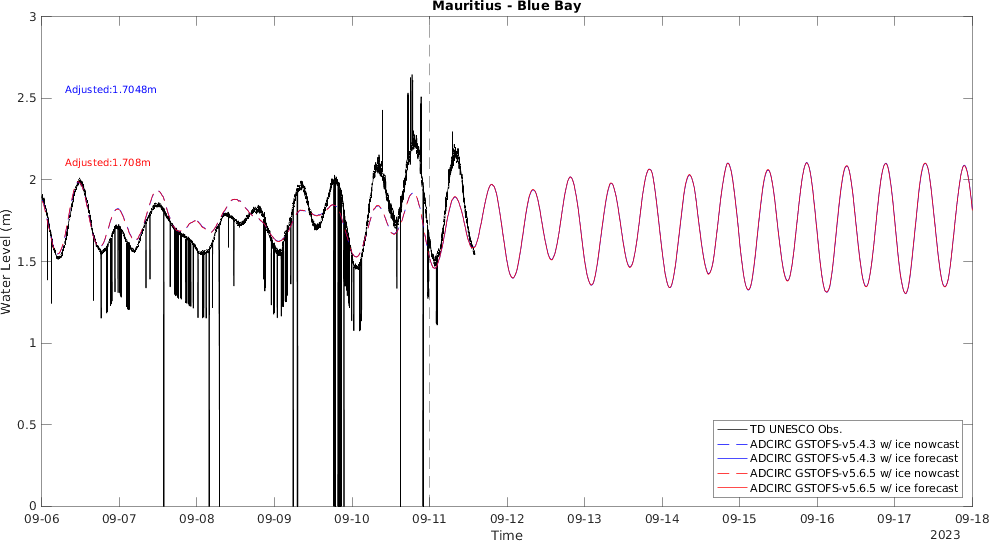 Mauritius - Blue Bay
3
2.5
2
1.5
1
0.5
0
Water Level (m)
Adjusted:1.7048m
Adjusted:1.708m
TD UNESCO Obs.
ADCIRC GSTOFS-v5.4.3 w/ ice nowcast
ADCIRC GSTOFS-v5.4.3 w/ ice forecast
ADCIRC GSTOFS-v5.6.5 w/ ice nowcast
ADCIRC GSTOFS-v5.6.5 w/ ice forecast
09-06 09-07 09-08 09-09 09-10 09-11 09-12 09-13 09-14 09-15 09-16 09-17 09-18
Time
2023